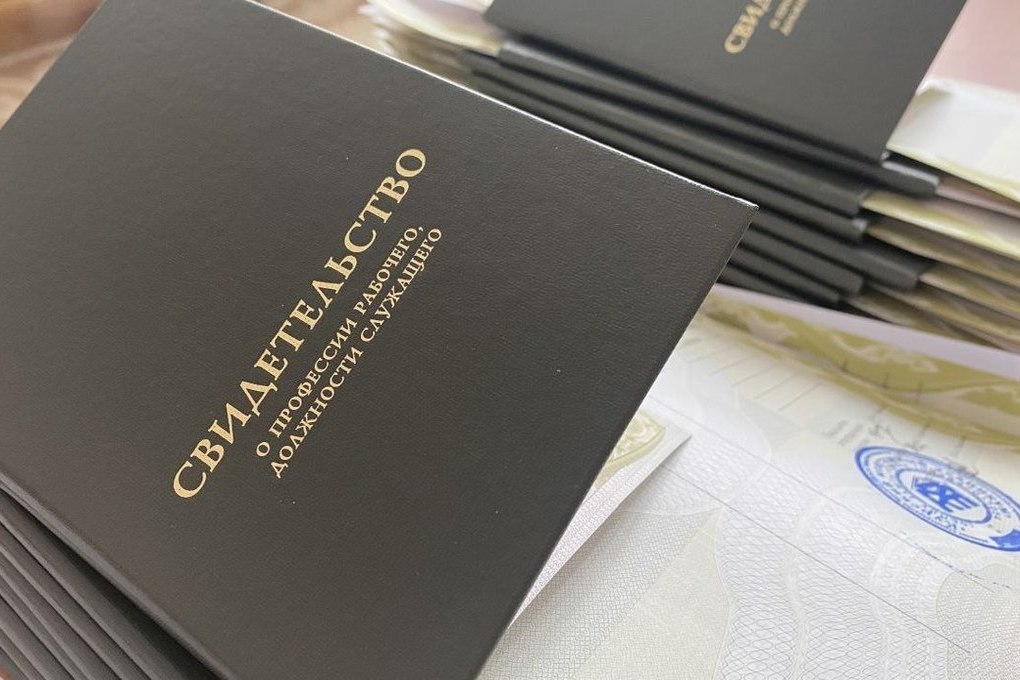 СВИДЕТЕЛЬСТВО
О ПРОФЕССИИ РАБОЧЕГО,
ДОЛЖНОСТИ СЛУЖАЩЕГО